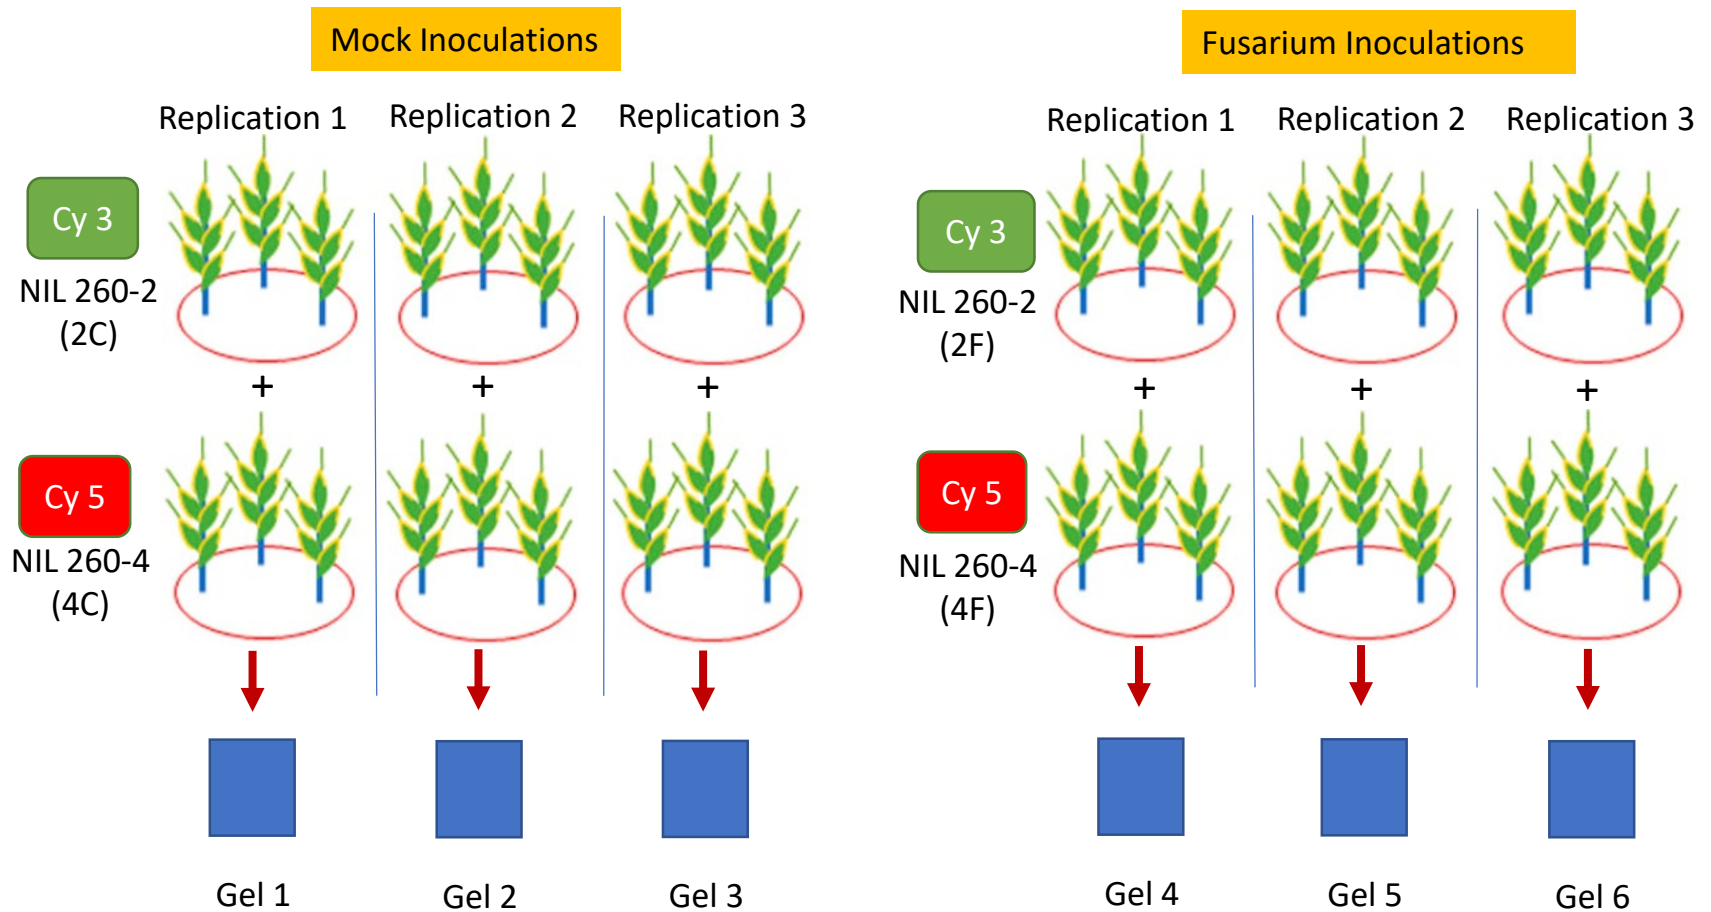 Mock Inoculations
Replication 1
Replication 2
Replication 3
Cy 3
NIL 260-2
(2C)
+
+
+
Cy 5
NIL 260-4
(4C)
Gel 1
Gel 2
Gel 3
Fusarium Inoculations
Replication 1
Replication 2
Replication 3
Cy 3
NIL 260-2
(2F)
+
+
+
Cy 5
NIL 260-4
(4F)
Gel 4
Gel 5
Gel 6